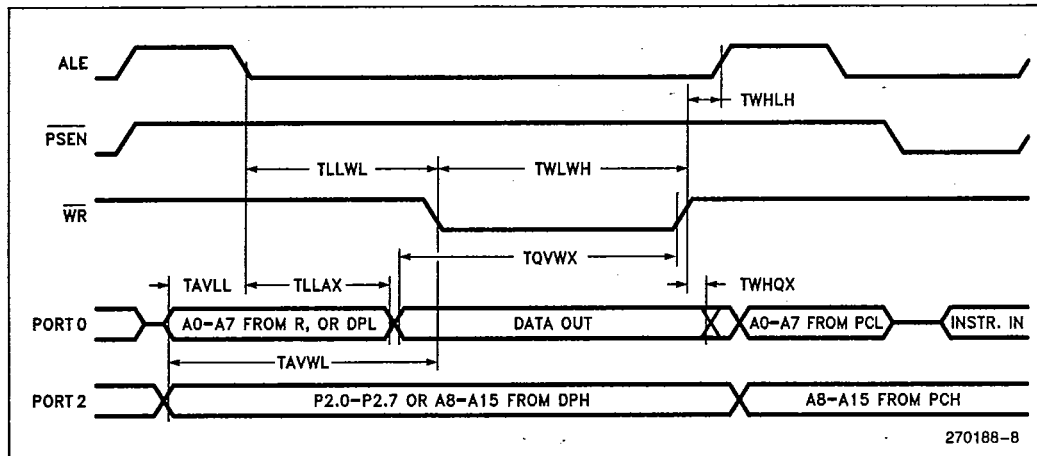 ALE
TWHLH
PSEN
TLLWL
TWLWH
WR
TQVWX
TAVLL
TLLAX
TWHQX
PORT 0
A0–A7 FROM R, OR DPL
DATA OUT
A0–A7 FROM PCL
INSTR. IN
TAVWL
PORT 2
P2.0–P2.7 OR A8–A15 FROM DPH
A8–A15 FROM PCH
270188–8